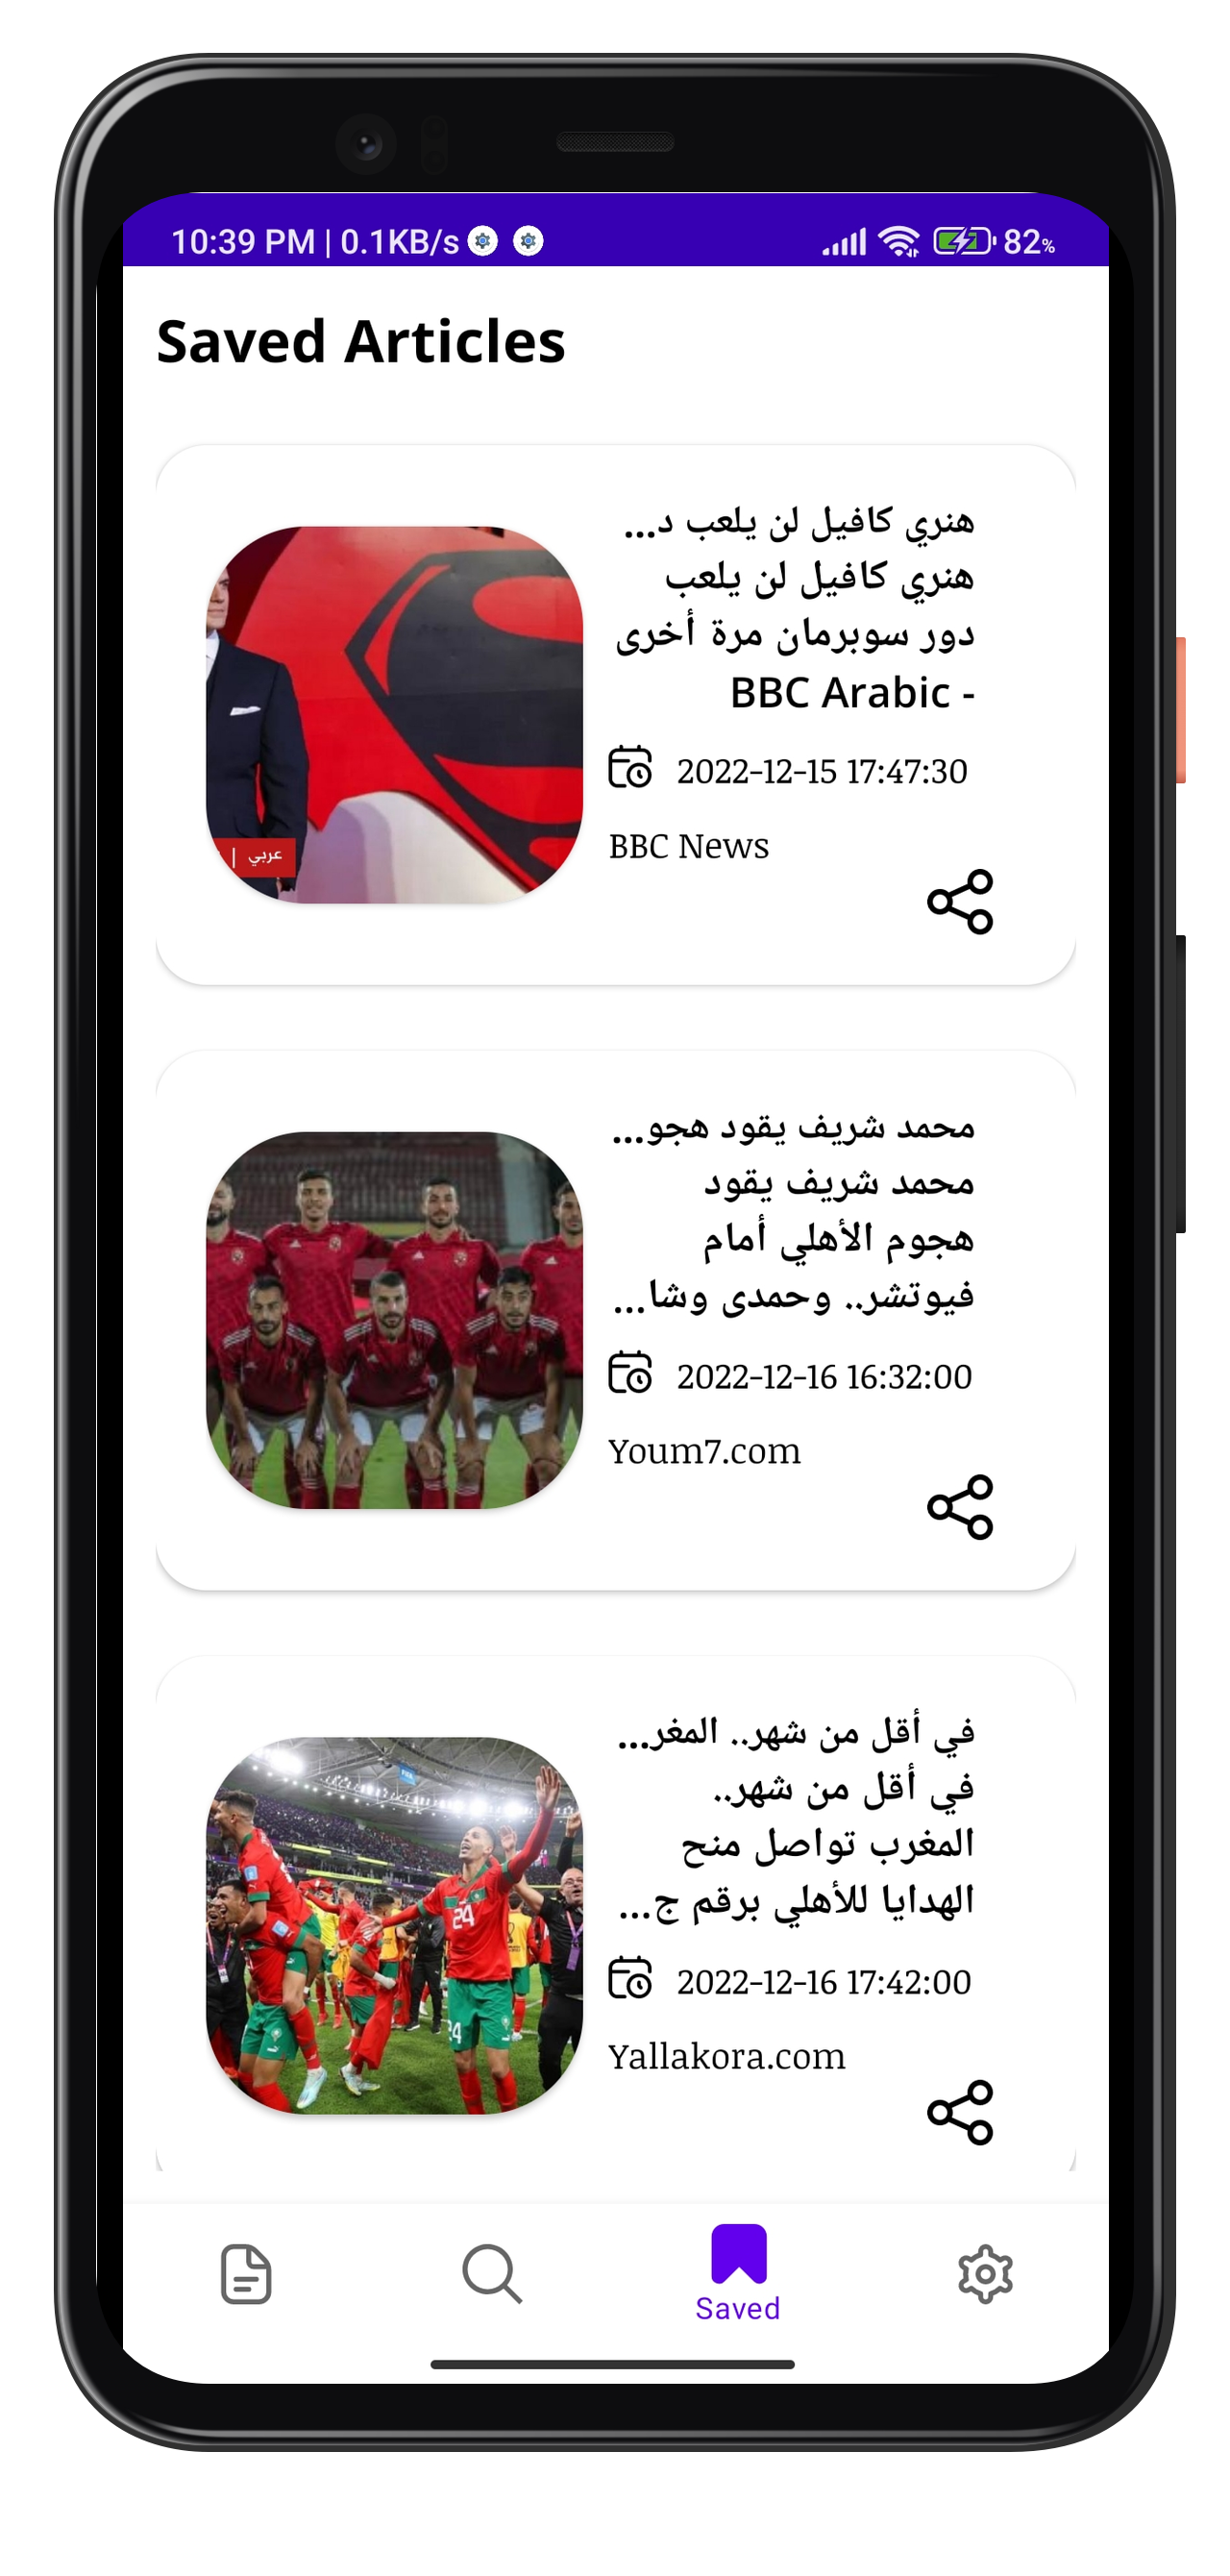 10:39 PM | 0.1KB/s
82%
Saved Articles
هنري كافيل لن يلعب د...
هنري كافيل لن يلعب
دور سوبرمان مرة أخرى
- BBC Arabic
2022-12-15 17:47:30
BBC News
عربي |
محمد شريف يقود هجو...
محمد شريف يقود
هجوم الأهلي أمام
فيوتشر.. وحمدى وشا...
2022-12-16 16:32:00
Youm7.com
في أقل من شهر.. المغر...
في أقل من شهر..
المغرب تواصل منح
الهدايا للأهلي برقم ج...
2022-12-16 17:42:00
Yallakora.com
24
24
Saved